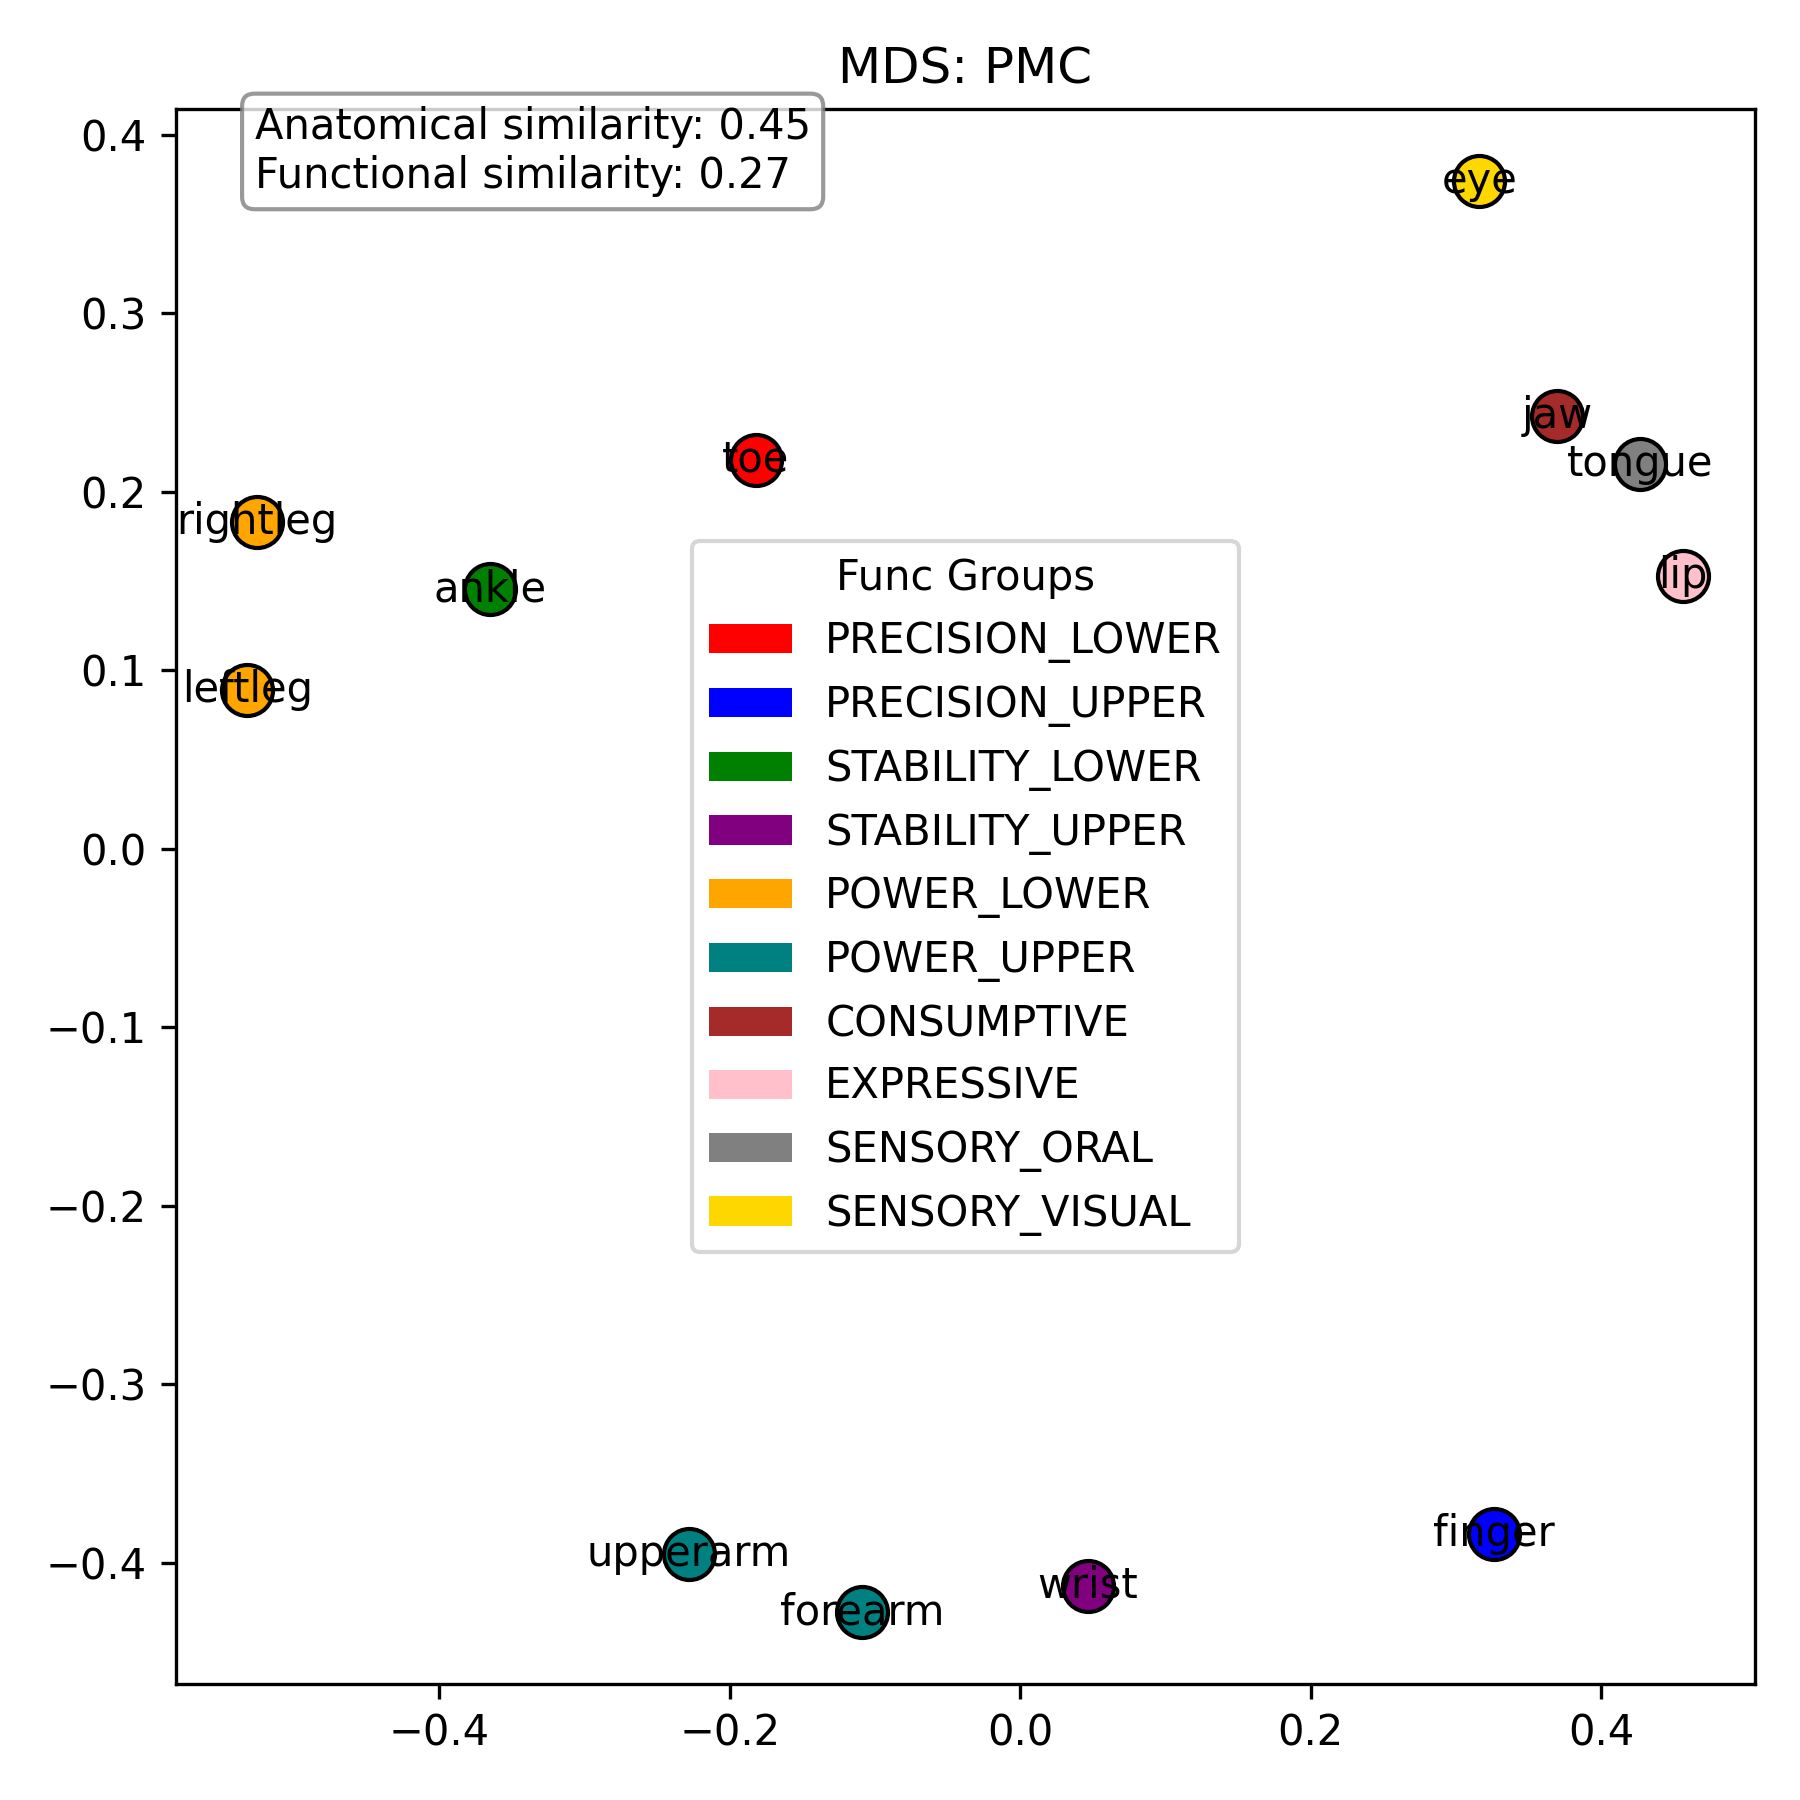 MDS: PMC
Anatomical similarity: 0.45
Functional similarity: 0.27
0.4
0.3
0.2
0.1
0.0
−0.1
−0.2
−0.3
−0.4
eye
jaw
tongue
toe
rightleg
lip
ankle
leftleg
Func Groups
PRECISION_LOWER
PRECISION_UPPER
STABILITY_LOWER
STABILITY_UPPER
POWER_LOWER
POWER_UPPER
CONSUMPTIVE
EXPRESSIVE
SENSORY_ORAL
SENSORY_VISUAL
finger
upperarm
wrist
forearm
−0.4
−0.2
0.0
0.2
0.4